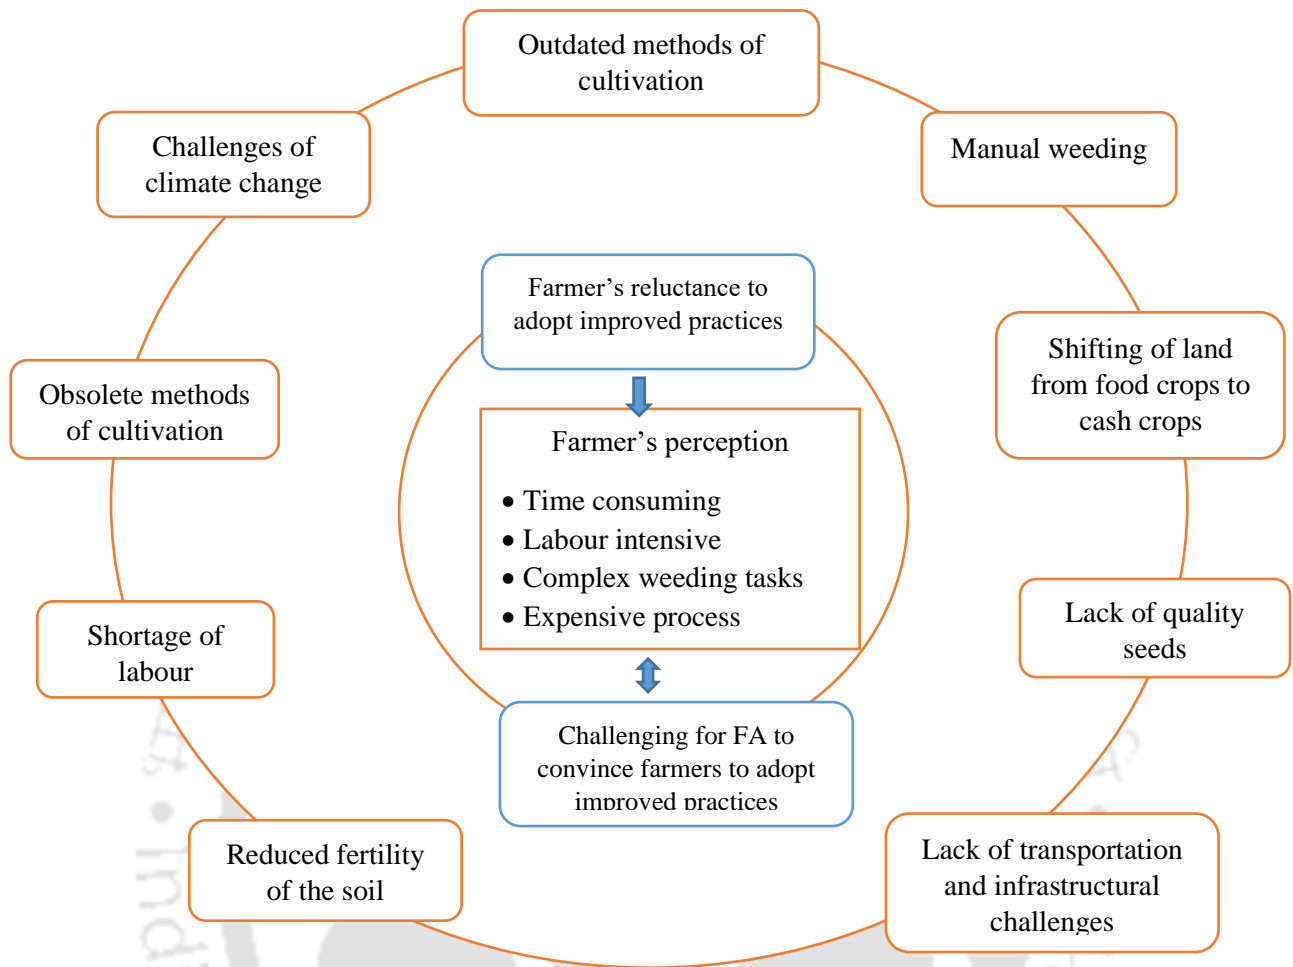 Outdated methods of
cultivation
Manual weeding
Shifting of land
from food crops to
cash crops
Lack of quality
seeds
Lack of transportation
and infrastructural
challenges
Reduced fertility
of the soil
Shortage of
labour
Obsolete methods
of cultivation
Challenges of
climate change
Farmer’s reluctance to
adopt improved practices
Farmer’s perception
• Time consuming
• Labour intensive
• Complex weeding tasks
• Expensive process
Challenging for FA to
convince farmers to adopt
improved practices